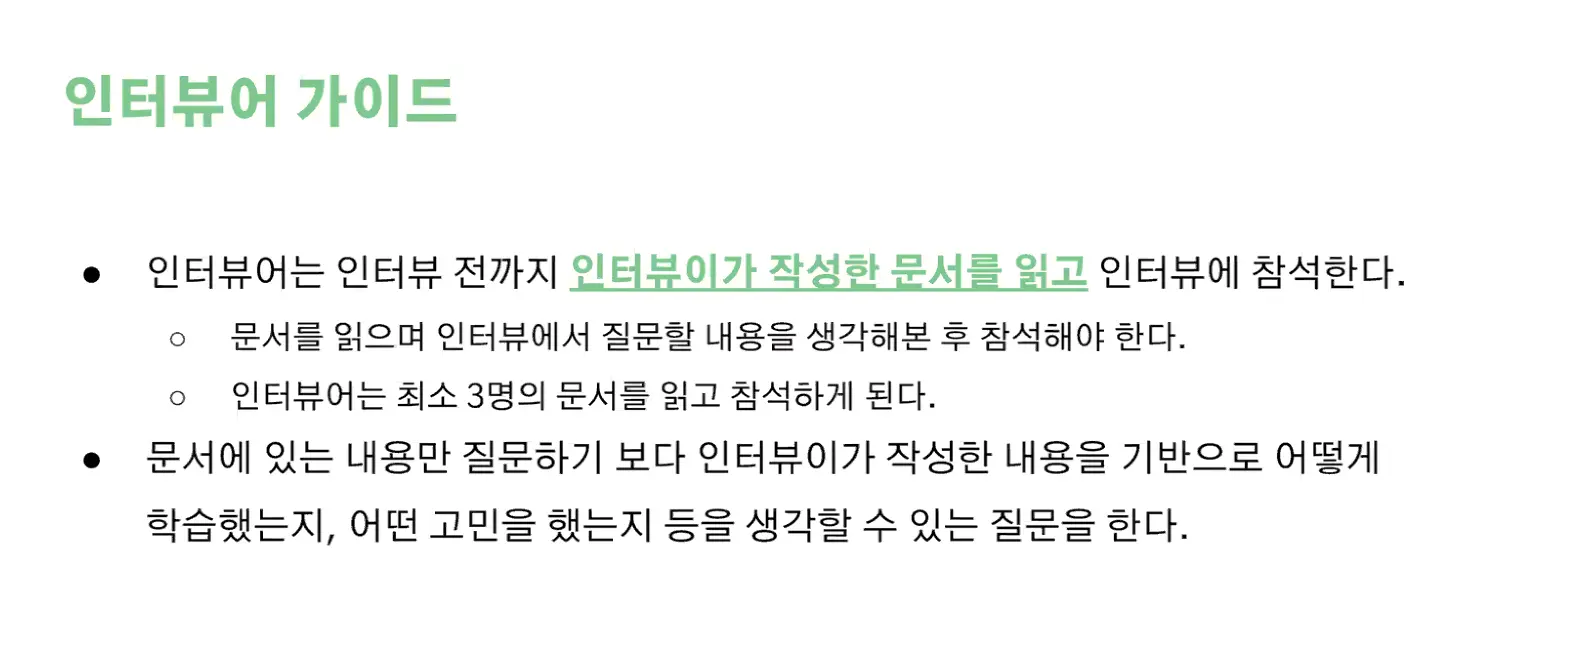 인터뷰어 가이드
● 인터뷰어는 인터뷰 전까지 인터뷰이가 작성한 문서를 읽고 인터뷰에 참석한다.
○ 문서를 읽으며 인터뷰에서 질문할 내용을 생각해본 후 참석해야 한다.
○ 인터뷰어는 최소 3명의 문서를 읽고 참석하게 된다.
● 문서에 있는 내용만 질문하기 보다 인터뷰이가 작성한 내용을 기반으로 어떻게
학습했는지, 어떤 고민을 했는지 등을 생각할 수 있는 질문을 한다.